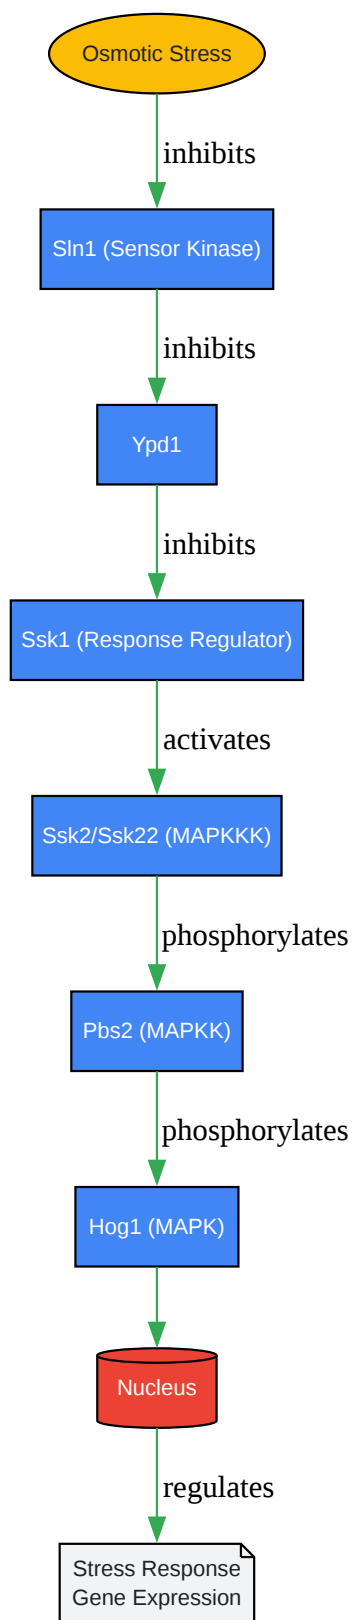 Osmotic Stress
inhibits
Sln1 (Sensor Kinase)
inhibits
Ypd1
inhibits
Ssk1 (Response Regulator)
activates
Ssk2/Ssk22 (MAPKKK)
phosphorylates
Pbs2 (MAPKK)
phosphorylates
Hog1 (MAPK)
Nucleus
regulates
Stress Response
Gene Expression